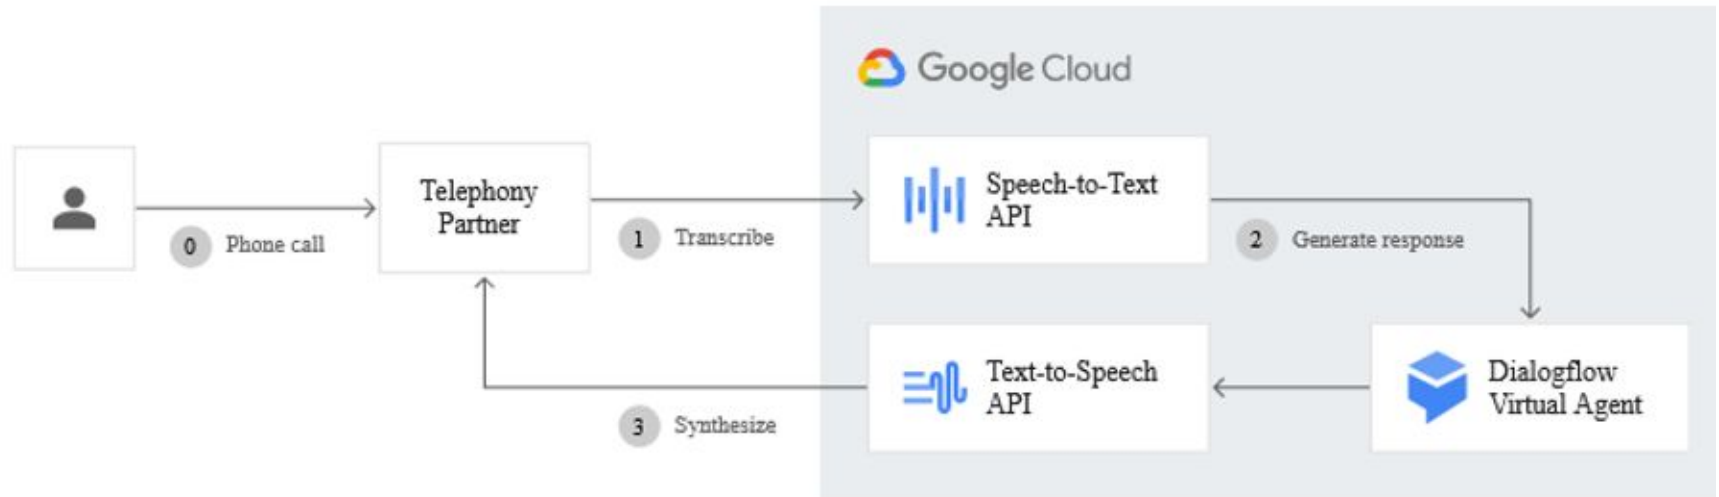 Google Cloud
Telephony
Partner
0 Phone call
1 Transcribe
Speech-to-Text
API
2 Generate response
Dialogflow
Virtual Agent
Text-to-Speech
API
3 Synthesize